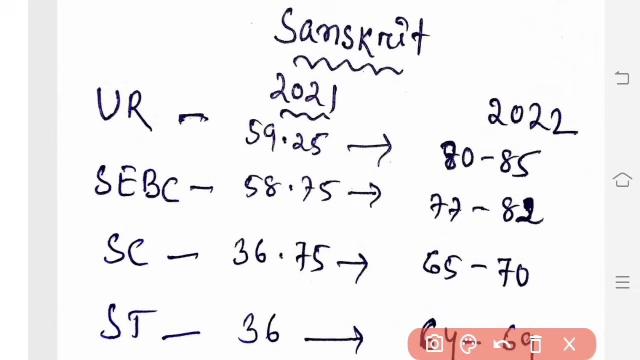 Sanskrit
2021 2022
UR - 59.25 → 80-85
SEBC - 58.75 → 77-82
SC - 36.75 → 65-70
ST - 36 →